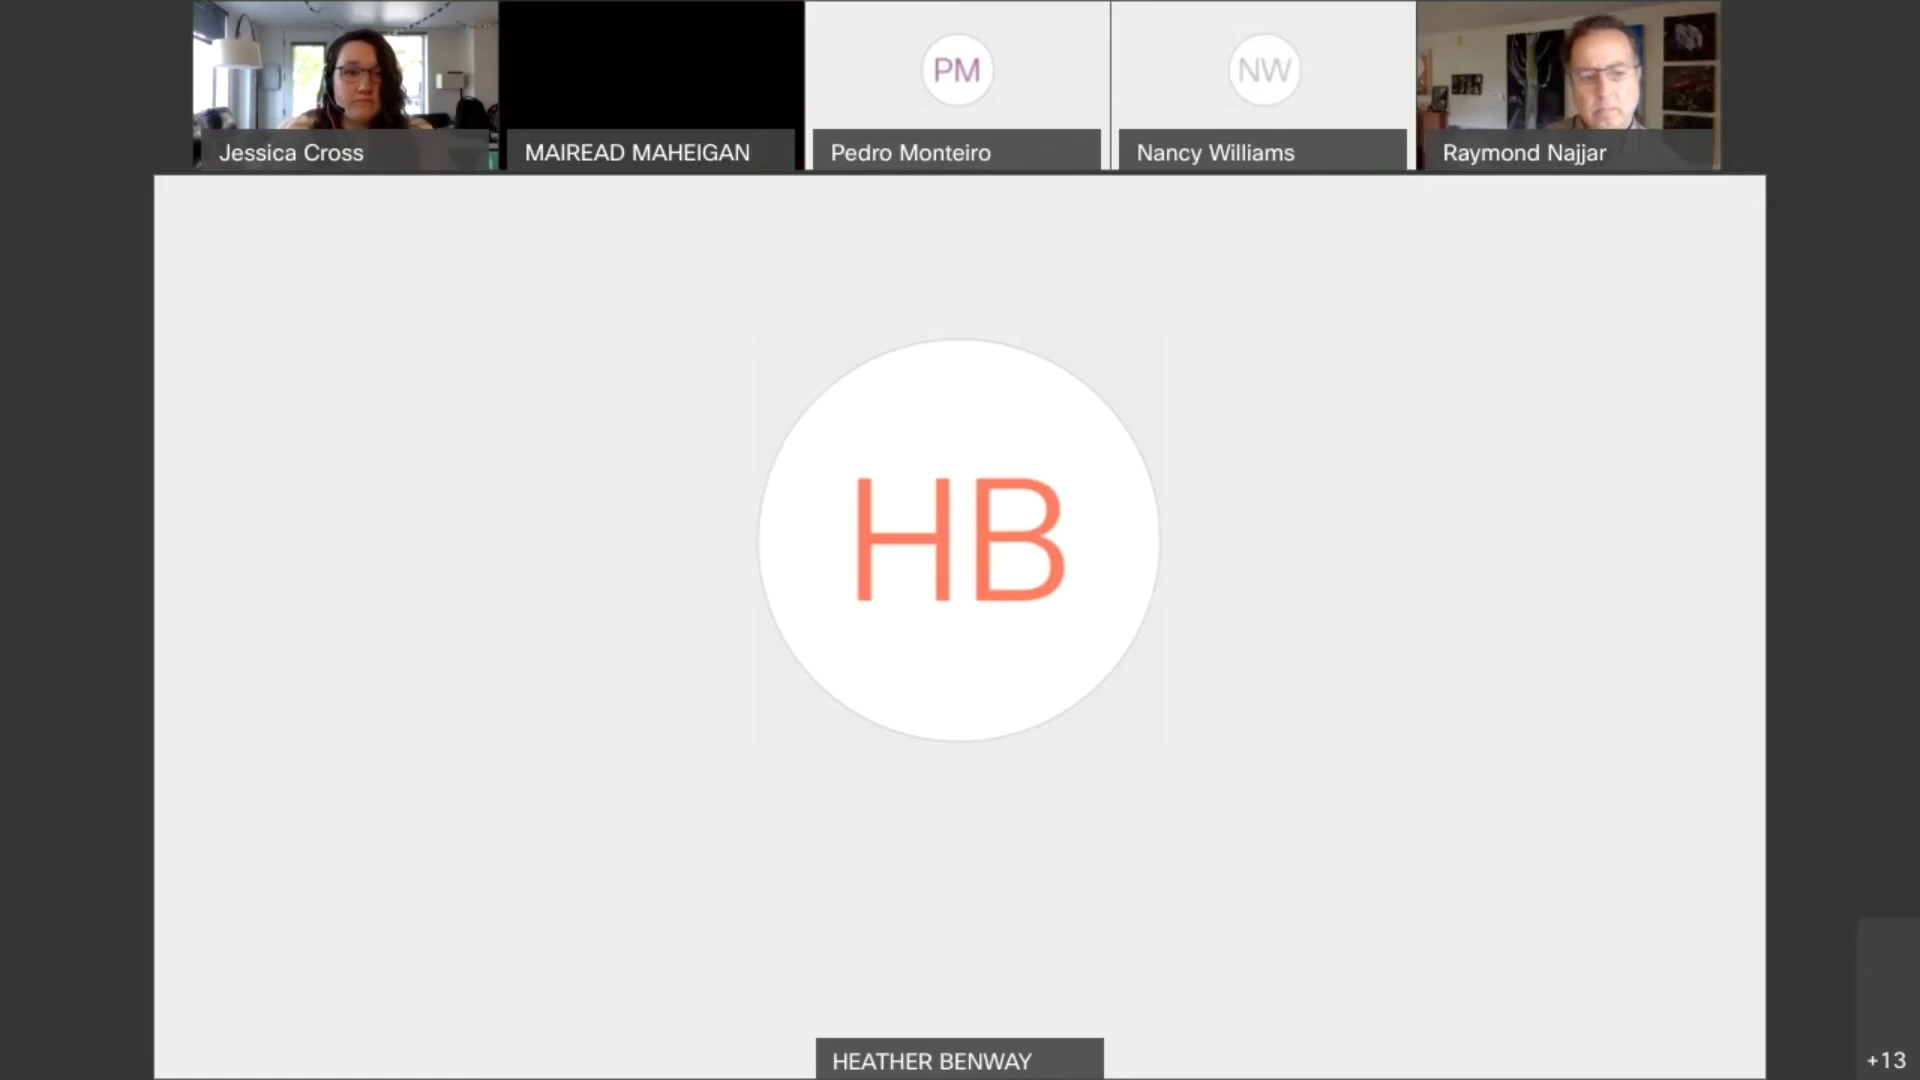 PM
NW
Jessica Cross
MAIREAD MAHEIGAN
Pedro Monteiro
Nancy Williams
Raymond Najjar
HB
HEATHER BENWAY
+13